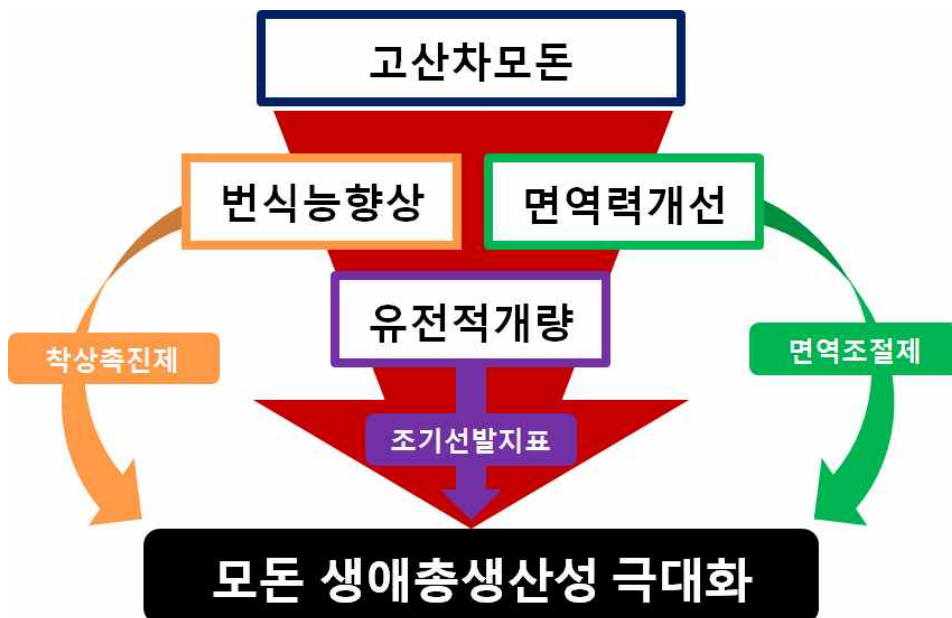 고산차모돈
번식능향상
면역력개선
유전적개량
착상촉진제
면역조절제
조기선발지표
모돈 생애총생산성 극대화